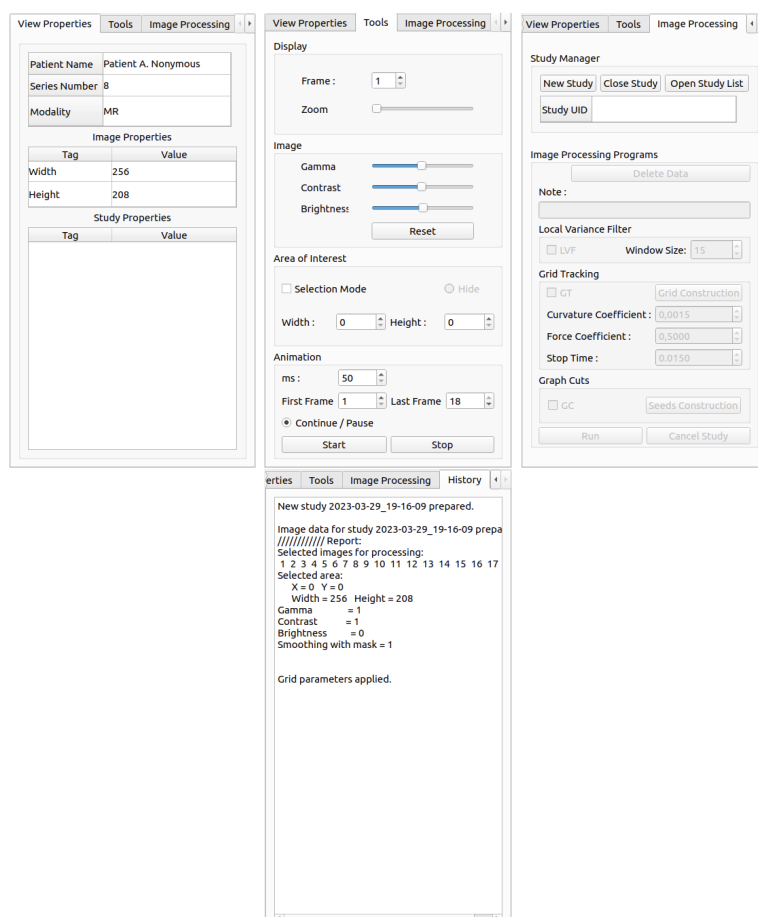 View Properties Tools Image Processing
Patient Name Patient A. Nonymous
Series Number 8
Modality MR
Image Properties
Tag Value
Width 256
Height 208
Study Properties
Tag Value
View Properties Tools Image Processing
Display
Frame : 1
Zoom
Image
Gamma
Contrast
Brightness
Reset
Area of Interest
Selection Mode Hide
Width : 0 Height : 0
Animation
ms : 50
First Frame 1 Last Frame 18
Continue / Pause
Start Stop
View Properties Tools Image Processing
Study Manager
New Study Close Study Open Study List
Study UID
Image Processing Programs
Delete Data
Note :
Local Variance Filter
LVF Window Size: 15
Grid Tracking
GT Grid Construction
Curvature Coefficient : 0,0015
Force Coefficient : 0,5000
Stop Time : 0.0150
Graph Cuts
GC Seeds Construction
Run Cancel Study
erties Tools Image Processing History
New study 2023-03-29_19-16-09 prepared.
Image data for study 2023-03-29_19-16-09 prepa
//////////// Report:
Selected images for processing:
1 2 3 4 5 6 7 8 9 10 11 12 13 14 15 16 17
Selected area:
X = 0 Y = 0
Width = 256 Height = 208
Gamma = 1
Contrast = 1
Brightness = 0
Smoothing with mask = 1
Grid parameters applied.